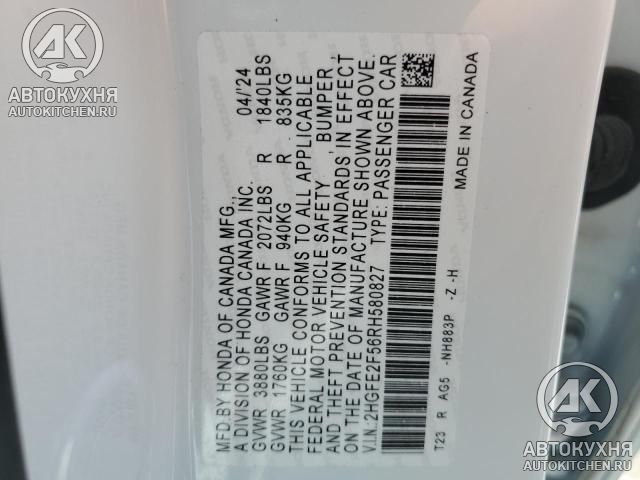 MFD.BY HONDA OF CANADA MFG., 04/'24
A DIVISION OF HONDA CANADA INC.
GVWR 3880LBS GAWR F 2072LBS R 1840LBS
GVWR 1760KG GAWR F 940KG R 835KG
THIS VEHICLE CONFORMS TO ALL APPLICABLE
FEDERAL MOTOR VEHICLE SAFETY , BUMPER ,
AND THEFT PREVENTION STANDARDS IN EFFECT
ON THE DATE OF MANUFACTURE SHOWN ABOVE.
V.I.N.:2HGFE2F56RH580827 TYPE:PASSENGER CAR
T23 R AG5 -NH883P -Z -H
MADE IN CANADA
АК
АВТОКУХНЯ
AUTOKITCHEN.RU
АК
АВТОКУХНЯ
AUTOKITCHEN.RU